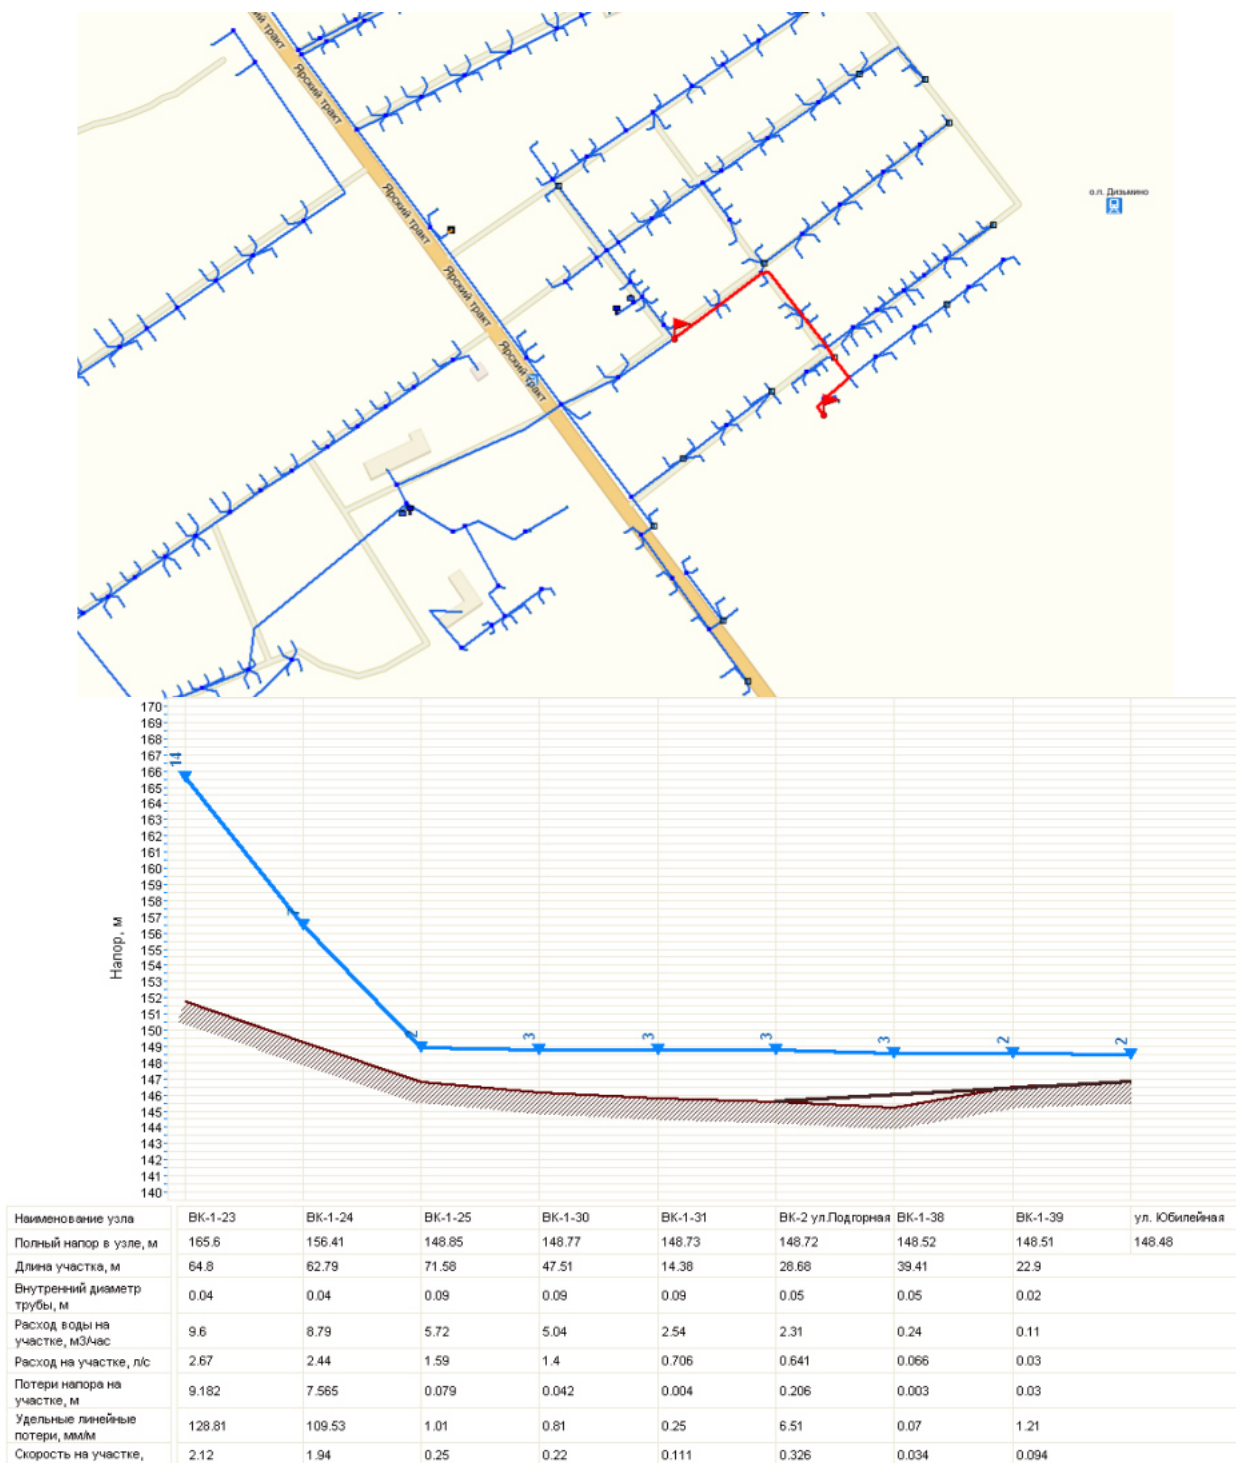 Ярский тракт
Ярский тракт
Ярский тракт
Ярский тракт
о.п. Дизьмино
170
169
168
167
14
166
165
164
163
162
161
160
159
158
157
7
156
155
154
153
152
151
150
149
2
3
3
3
3
2
2
148
147
146
145
144
143
142
141
140
Напор, м
Наименование узла ВК-1-23 ВК-1-24 ВК-1-25 ВК-1-30 ВК-1-31 ВК-2 ул.Подгорная ВК-1-38 ВК-1-39 ул. Юбилейная
Полный напор в узле, м 165.6 156.41 148.85 148.77 148.73 148.72 148.52 148.51 148.48
Длина участка, м 64.8 62.79 71.58 47.51 14.38 28.68 39.41 22.9
Внутренний диаметр
трубы, м 0.04 0.04 0.09 0.09 0.09 0.05 0.05 0.02
Расход воды на
участке, м3/час 9.6 8.79 5.72 5.04 2.54 2.31 0.24 0.11
Расход на участке, л/с 2.67 2.44 1.59 1.4 0.706 0.641 0.066 0.03
Потери напора на
участке, м 9.182 7.565 0.079 0.042 0.004 0.206 0.003 0.03
Удельные линейные
потери, мм/м 128.81 109.53 1.01 0.81 0.25 6.51 0.07 1.21
Скорость на участке, 2.12 1.94 0.25 0.22 0.111 0.326 0.034 0.094